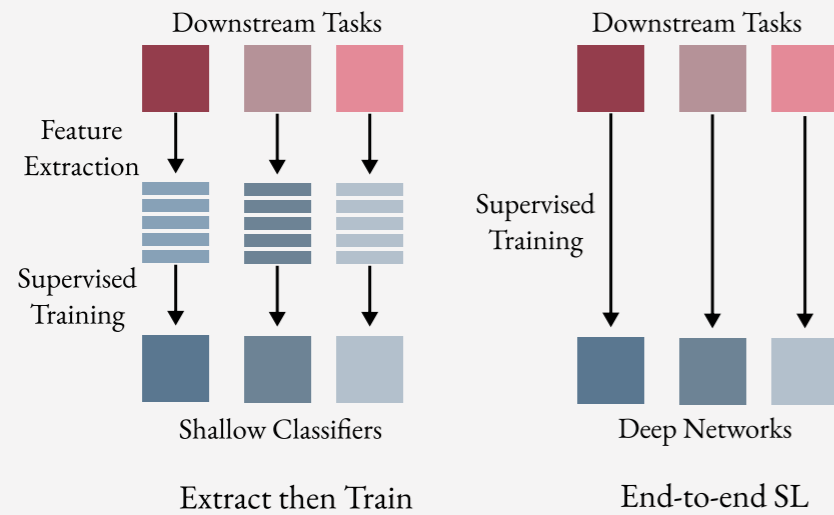 Downstream Tasks
Feature
Extraction
Supervised
Training
Shallow Classifiers
Extract then Train
Downstream Tasks
Supervised
Training
Deep Networks
End-to-end SL